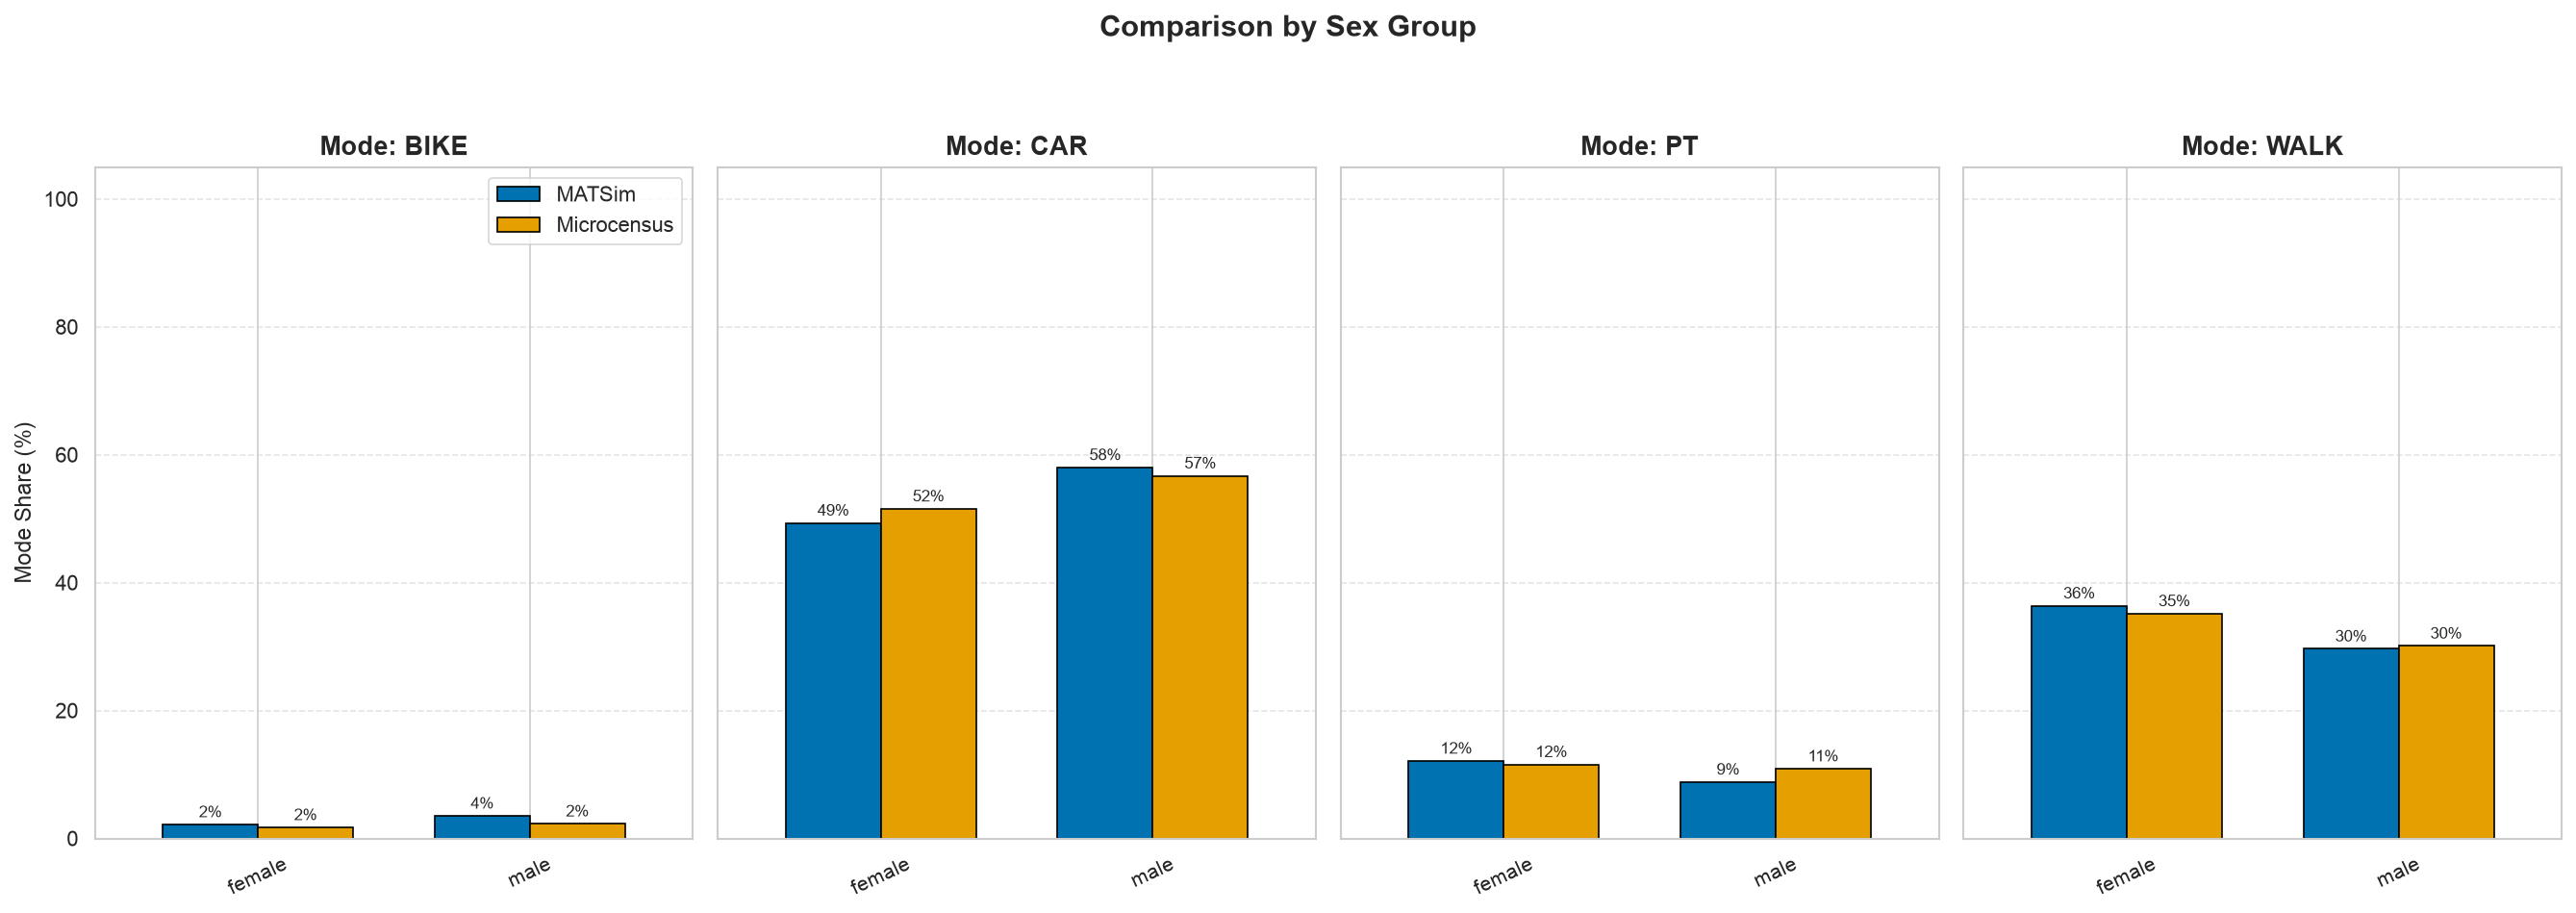 Comparison by Sex Group
Mode: BIKE
Mode: CAR
Mode: PT
Mode: WALK
MATSim
Microcensus
Mode Share (%)
100
80
60
40
20
0
2%
2%
4%
2%
49%
52%
58%
57%
12%
12%
9%
11%
36%
35%
30%
30%
female
male
female
male
female
male
female
male